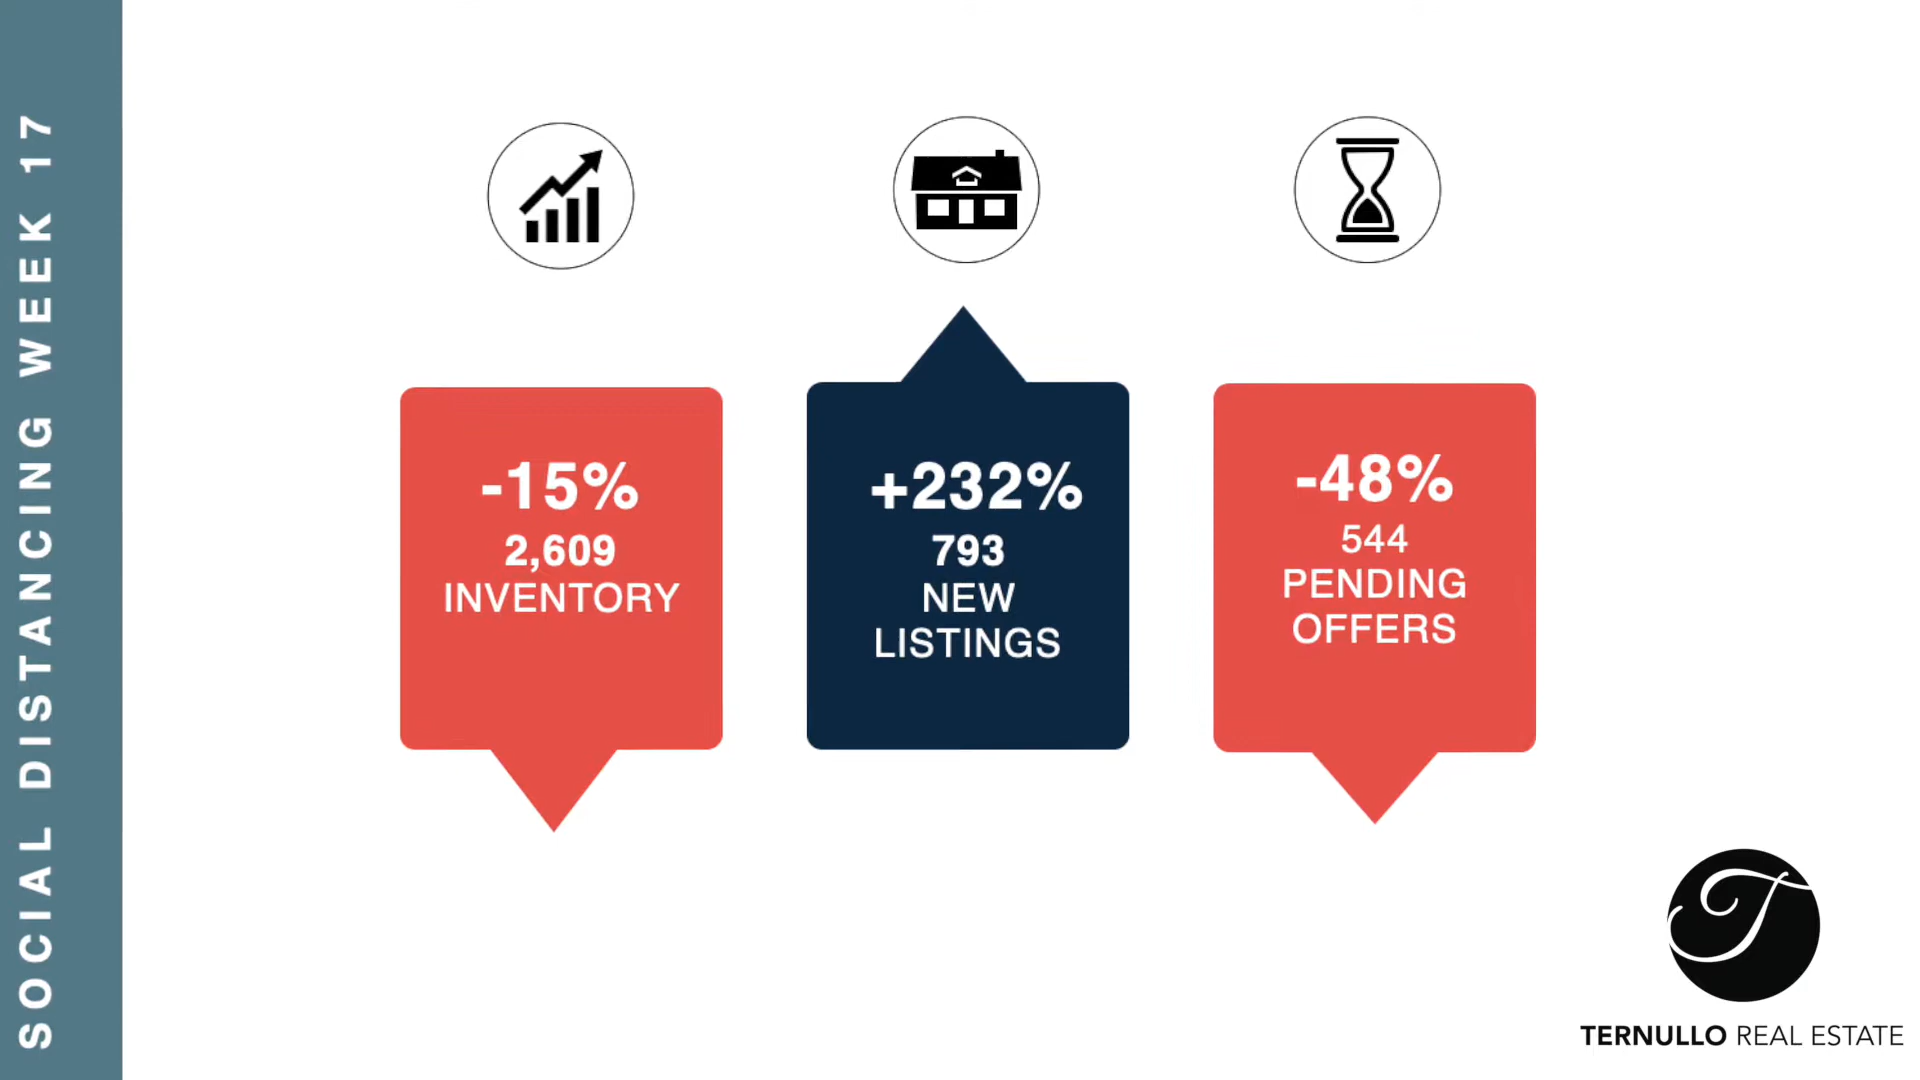 SOCIAL DISTANCING WEEK 17
-15%
2,609
INVENTORY
+232%
793
NEW
LISTINGS
-48%
544
PENDING
OFFERS
T
TERNULLO REAL ESTATE